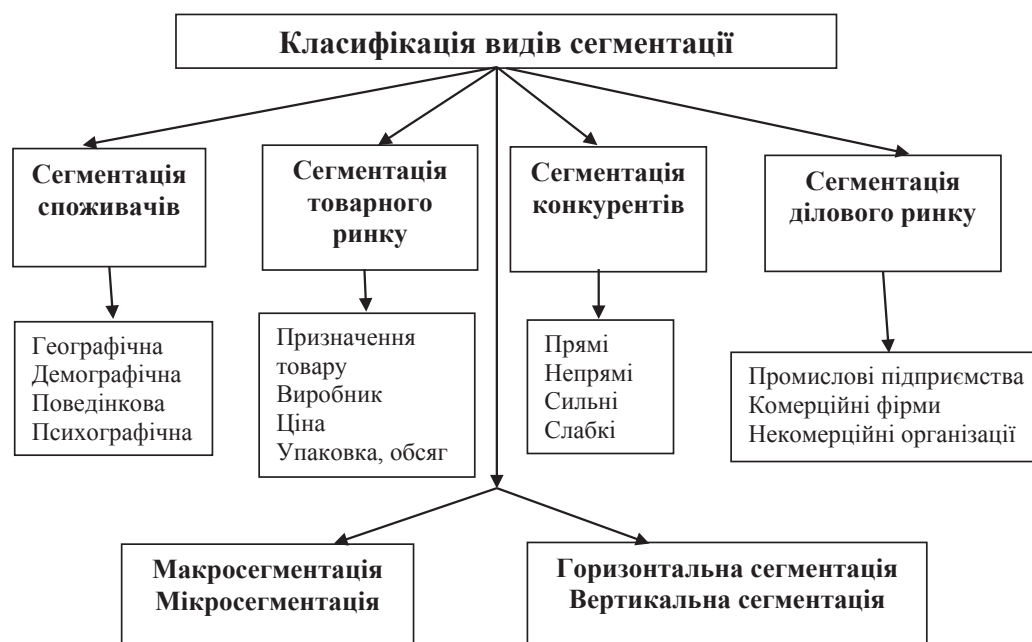 Класифікація видів сегментації
Сегментація
споживачів
Сегментація
товарного
ринку
Сегментація
конкурентів
Сегментація
ділового ринку
Географічна
Демографічна
Поведінкова
Психографічна
Призначення
товару
Виробник
Ціна
Упаковка, обсяг
Прямі
Непрямі
Сильні
Слабкі
Промислові підприємства
Комерційні фірми
Некомерційні організації
Макросегментація
Мікросегментація
Горизонтальна сегментація
Вертикальна сегментація